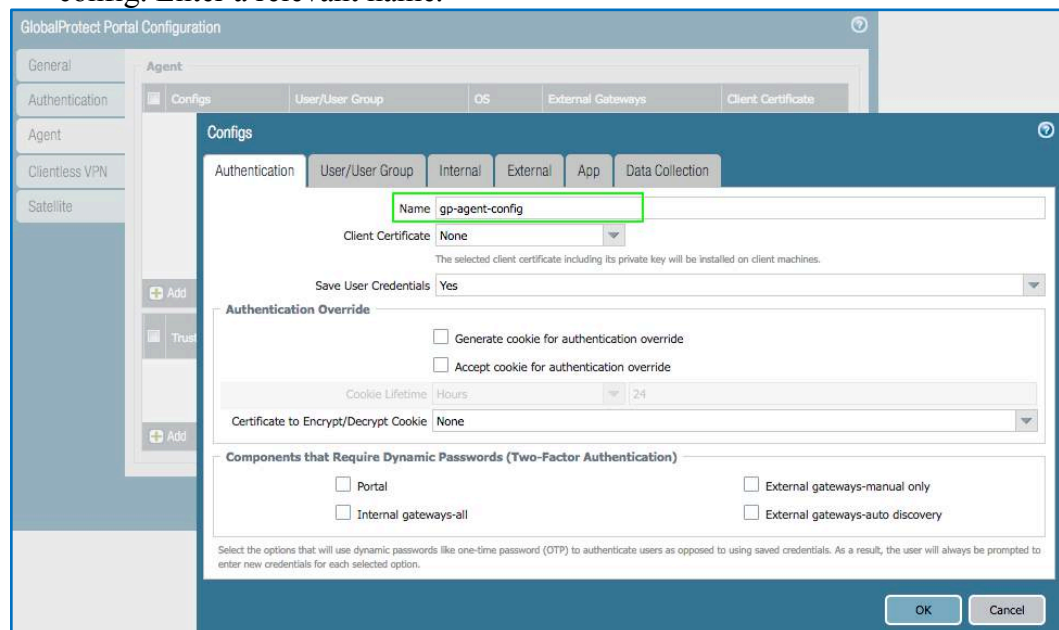 config. Enter a relevant name.
GlobalProtect Portal Configuration
General
Authentication
Agent
Clientless VPN
Satellite
Agent
Configs User/User Group OS External Gateways Client Certificate
Add
Trust
Add
Configs
Authentication User/User Group Internal External App Data Collection
Name gp-agent-config
Client Certificate None
The selected client certificate including its private key will be installed on client machines.
Save User Credentials Yes
Authentication Override
Generate cookie for authentication override
Accept cookie for authentication override
Cookie Lifetime Hours 24
Certificate to Encrypt/Decrypt Cookie None
Components that Require Dynamic Passwords (Two-Factor Authentication)
Portal External gateways-manual only
Internal gateways-all External gateways-auto discovery
Select the options that will use dynamic passwords like one-time password (OTP) to authenticate users as opposed to using saved credentials. As a result, the user will always be prompted to
enter new credentials for each selected option.
OK Cancel